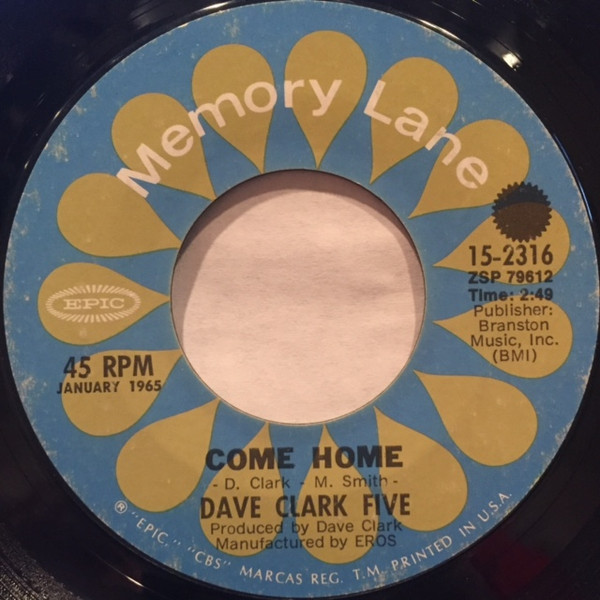 Memory Lane
EPIC
15-2316
ZSP 79612
Time: 2:49
Publisher:
Branston
Music, Inc.
(BMI)
45 RPM
JANUARY 1965
COME HOME
- D. Clark - M. Smith -
DAVE CLARK FIVE
Produced by Dave Clark
Manufactured by EROS
® "EPIC," "CBS" MARCAS REG. T.M. PRINTED IN U.S.A.